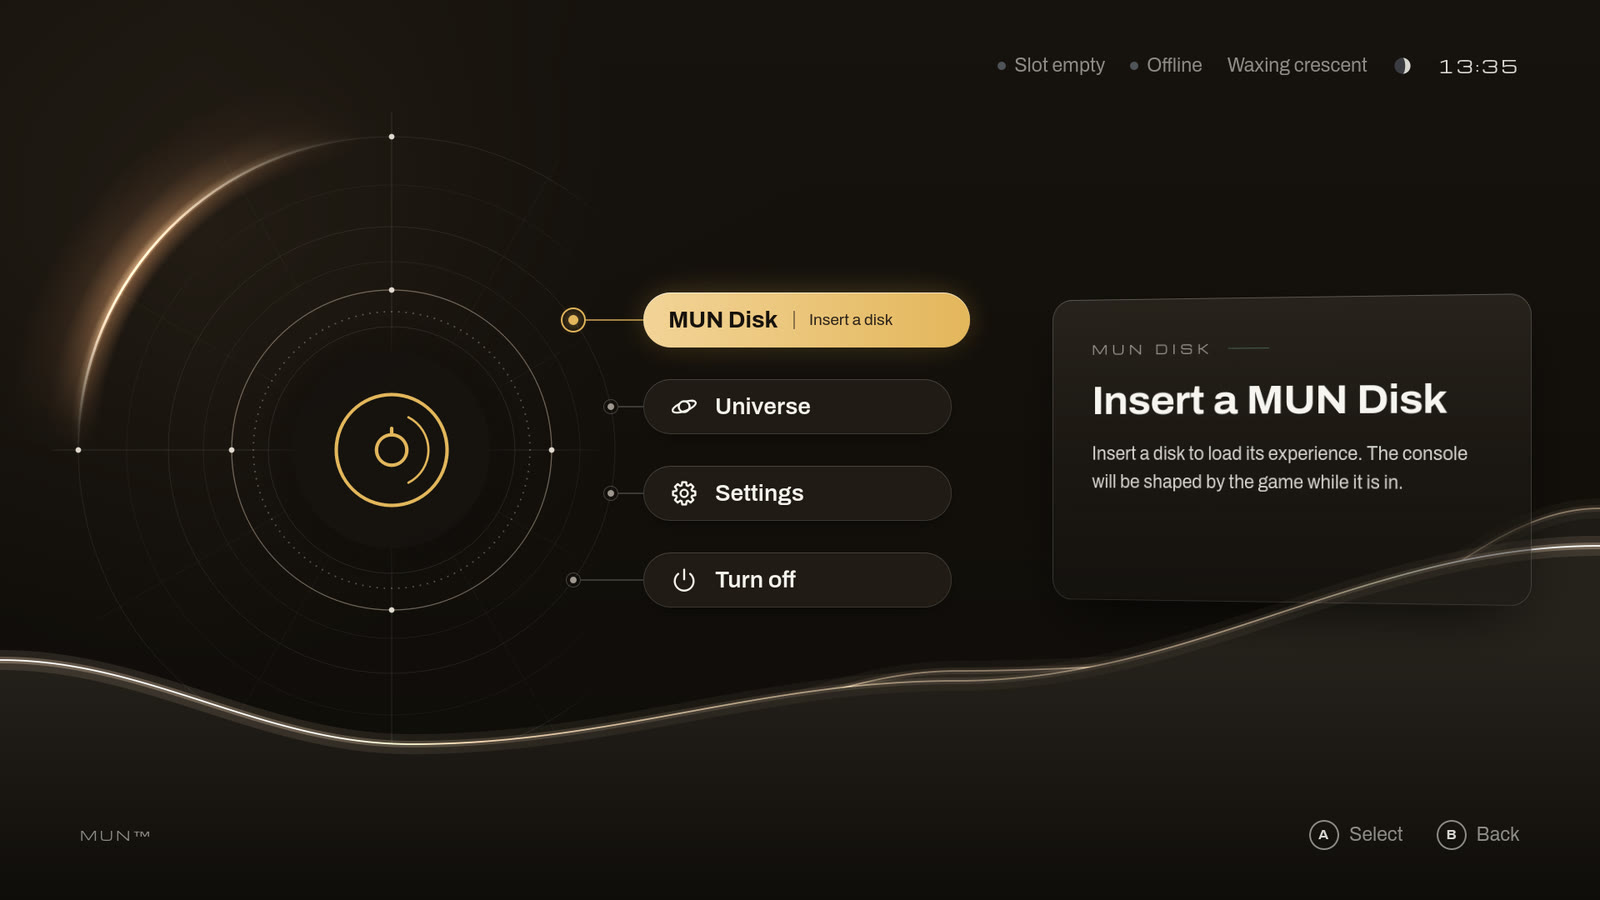 Slot empty
Offline
Waxing crescent
13:35
MUN Disk | Insert a disk
Universe
Settings
Turn off
MUN DISK
Insert a MUN Disk
Insert a disk to load its experience. The console
will be shaped by the game while it is in.
MUN™
A Select
B Back